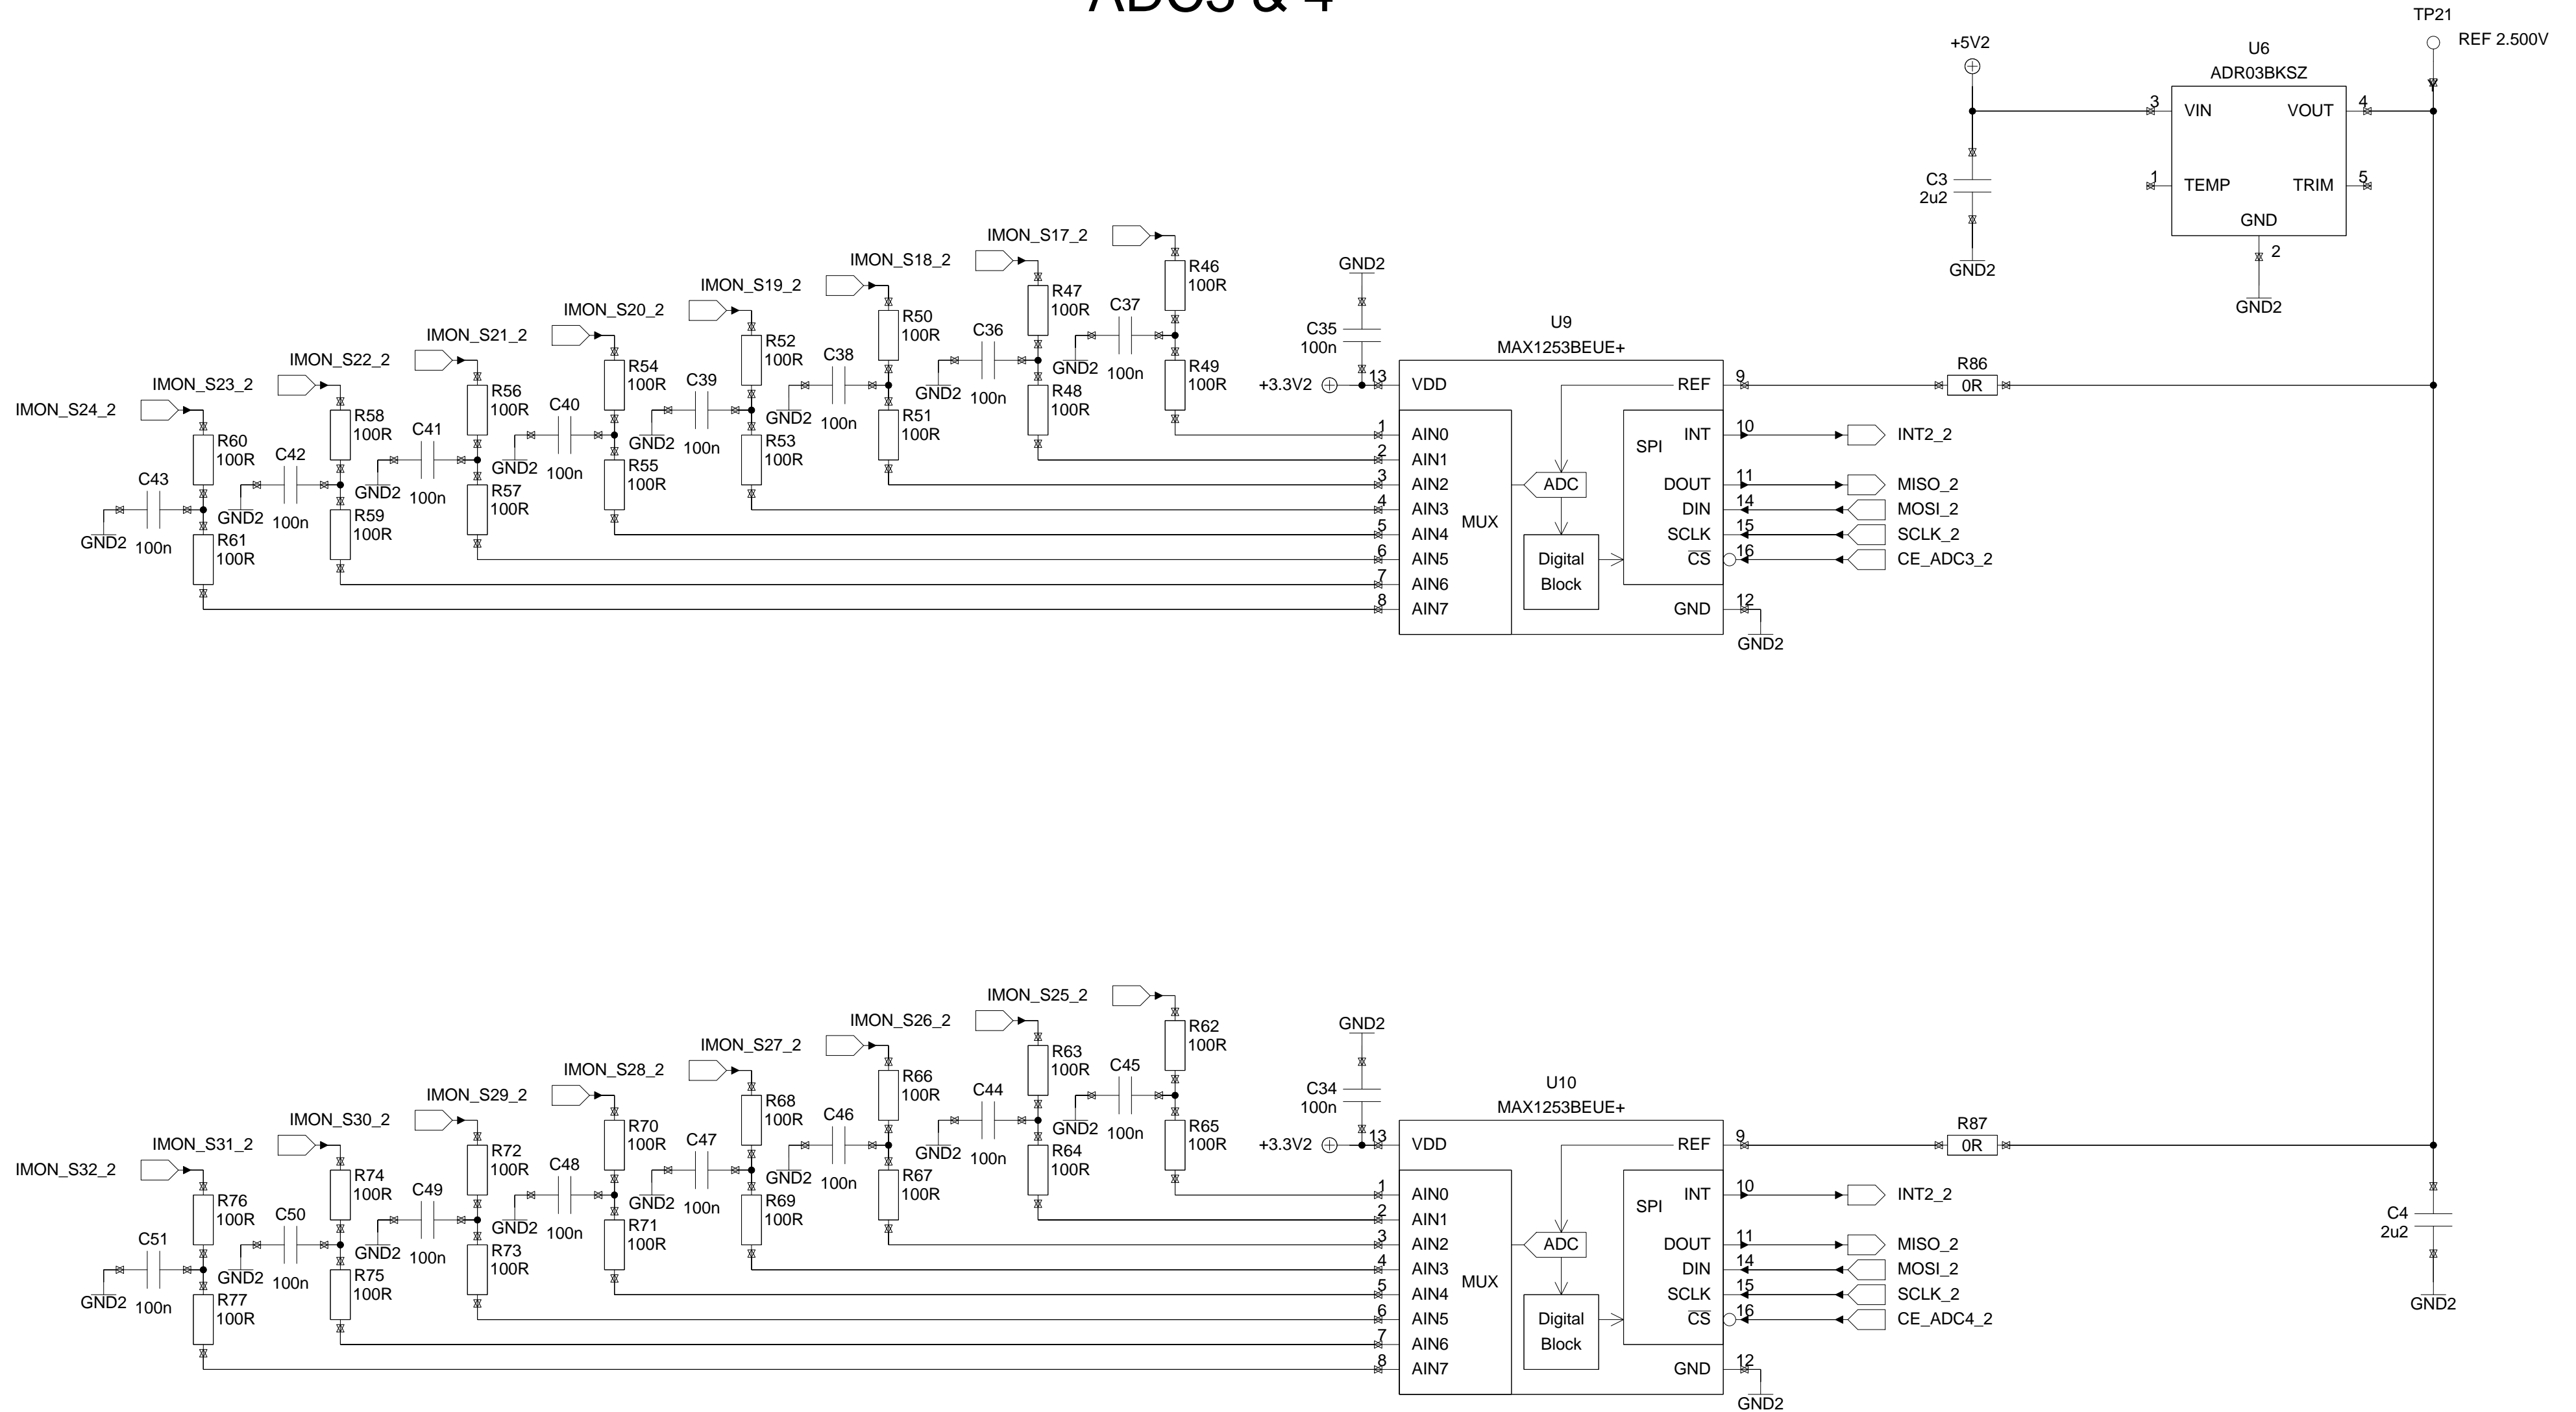 ADC3 & 4
TP21
REF 2.500V
+5V2
U6
ADR03BKSZ
3 VIN VOUT 4
1 TEMP TRIM 5
GND
2
GND2
C3
2u2
GND2
IMON_S17_2
IMON_S18_2
IMON_S19_2
IMON_S20_2
IMON_S21_2
IMON_S22_2
IMON_S23_2
IMON_S24_2
R46
100R
R47
100R
R50
100R
R52
100R
R54
100R
R56
100R
R58
100R
R60
100R
C37
GND2
100n
C36
GND2
100n
C38
GND2
100n
C39
GND2
100n
C40
GND2
100n
C41
GND2
100n
C42
GND2
100n
C43
GND2
100n
R49
100R
R48
100R
R51
100R
R53
100R
R55
100R
R57
100R
R59
100R
R61
100R
GND2
C35
100n
+3.3V2
U9
MAX1253BEUE+
13 VDD REF 9
1 AIN0
2 AIN1
3 AIN2
4 AIN3
5 AIN4
6 AIN5
7 AIN6
8 AIN7
MUX
ADC
Digital
Block
SPI
INT 10 INT2_2
DOUT 11 MISO_2
DIN 14 MOSI_2
SCLK 15 SCLK_2
CS 16 CE_ADC3_2
GND 12
GND2
R86
0R
IMON_S25_2
IMON_S26_2
IMON_S27_2
IMON_S28_2
IMON_S29_2
IMON_S30_2
IMON_S31_2
IMON_S32_2
R62
100R
R63
100R
R66
100R
R68
100R
R70
100R
R72
100R
R74
100R
R76
100R
C45
GND2
100n
C44
GND2
100n
C46
GND2
100n
C47
GND2
100n
C48
GND2
100n
C49
GND2
100n
C50
GND2
100n
C51
GND2
100n
R65
100R
R64
100R
R67
100R
R69
100R
R71
100R
R73
100R
R75
100R
R77
100R
GND2
C34
100n
+3.3V2
U10
MAX1253BEUE+
13 VDD REF 9
1 AIN0
2 AIN1
3 AIN2
4 AIN3
5 AIN4
6 AIN5
7 AIN6
8 AIN7
MUX
ADC
Digital
Block
SPI
INT 10 INT2_2
DOUT 11 MISO_2
DIN 14 MOSI_2
SCLK 15 SCLK_2
CS 16 CE_ADC4_2
GND 12
GND2
R87
0R
C4
2u2
GND2